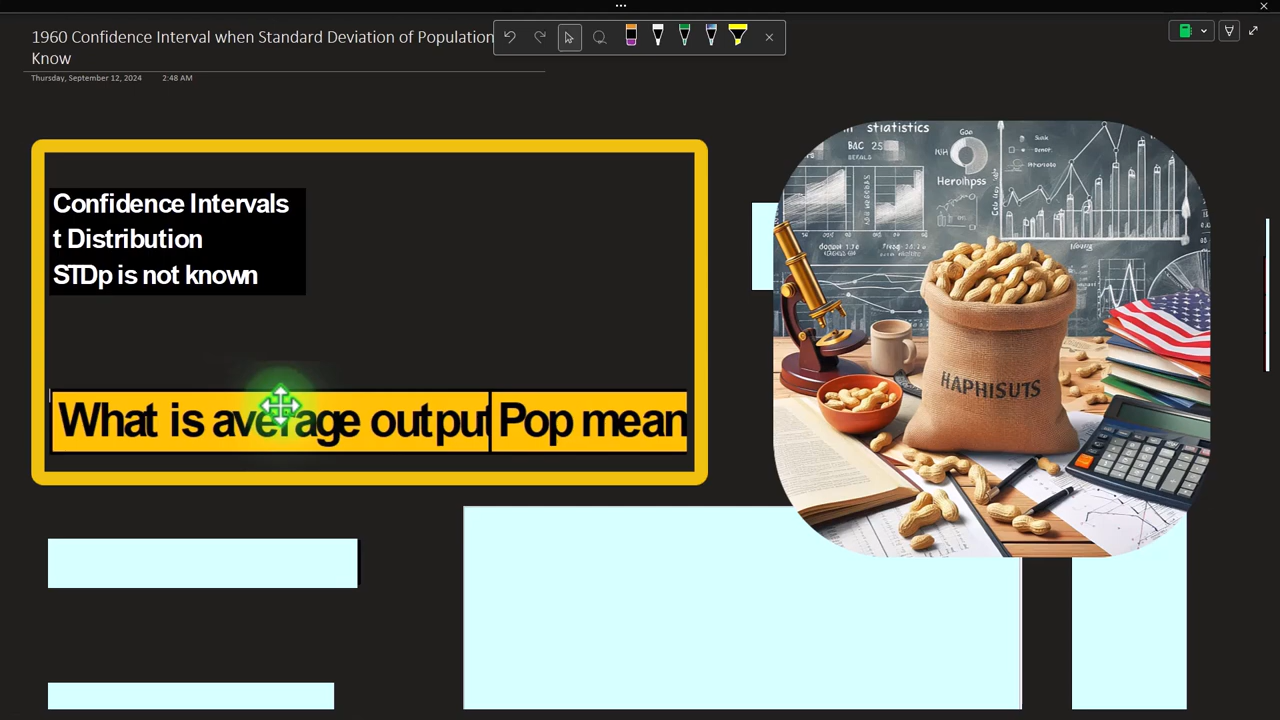 1960 Confidence Interval when Standard Deviation of Population
Know
Thursday, September 12, 2024 2:48 AM
Confidence Intervals
t Distribution
STDp is not known
What is average output
Pop mean
statistics
BAC
HAPHISUTS